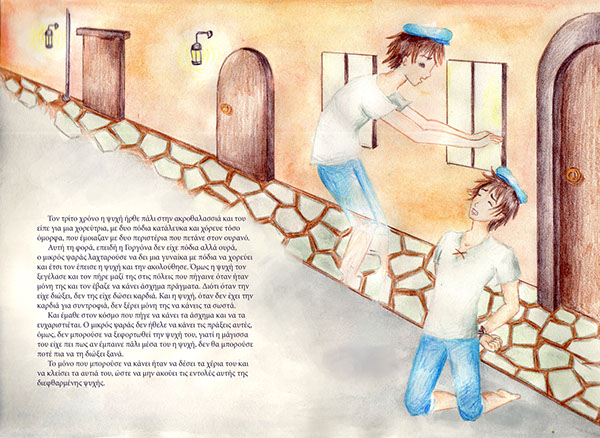 Τον τρίτο χρόνο η ψυχή ήρθε πάλι στην ακροθαλασσιά και του
είπε για μια χορεύτρια, με δυο πόδια κατάλευκα και χόρευε τόσο
όμορφα, που έμοιαζαν με δυο περιστέρια που πετάνε στον ουρανό.
Αυτή τη φορά, επειδή η Γοργόνα δεν είχε πόδια αλλά ουρά,
ο μικρός ψαράς λαχταρούσε να δει μια γυναίκα με πόδια να χορεύει
και έτσι τον έπεισε η ψυχή και την ακολούθησε. Όμως η ψυχή τον
ξεγέλασε και τον πήρε μαζί της στις πόλεις που πήγαινε όταν ήταν
μόνη της και τον έβαζε να κάνει άσχημα πράγματα. Διότι όταν την
είχε διώξει, δεν της είχε δώσει καρδιά. Και η ψυχή, όταν δεν έχει την
καρδιά για συντροφιά, δεν ξέρει μόνη της να κάνεις τα σωστά.
Και έμαθε στον κόσμο που πήγε να κάνει τα άσχημα και να τα
ευχαριστιέται. Ο μικρός ψαράς δεν ήθελε να κάνει τις πράξεις αυτές,
όμως, δεν μπορούσε να ξεφορτωθεί την ψυχή του, γιατί η μάγισσα
του είχε πει πως αν έμπαινε πάλι μέσα του η ψυχή, δεν θα μπορούσε
ποτέ πια να τη διώξει ξανά.
Το μόνο που μπορούσε να κάνει ήταν να δέσει τα χέρια του και
να κλείσει τα αυτιά του, ώστε να μην ακούει τις εντολές αυτής της
διεφθαρμένης ψυχής.